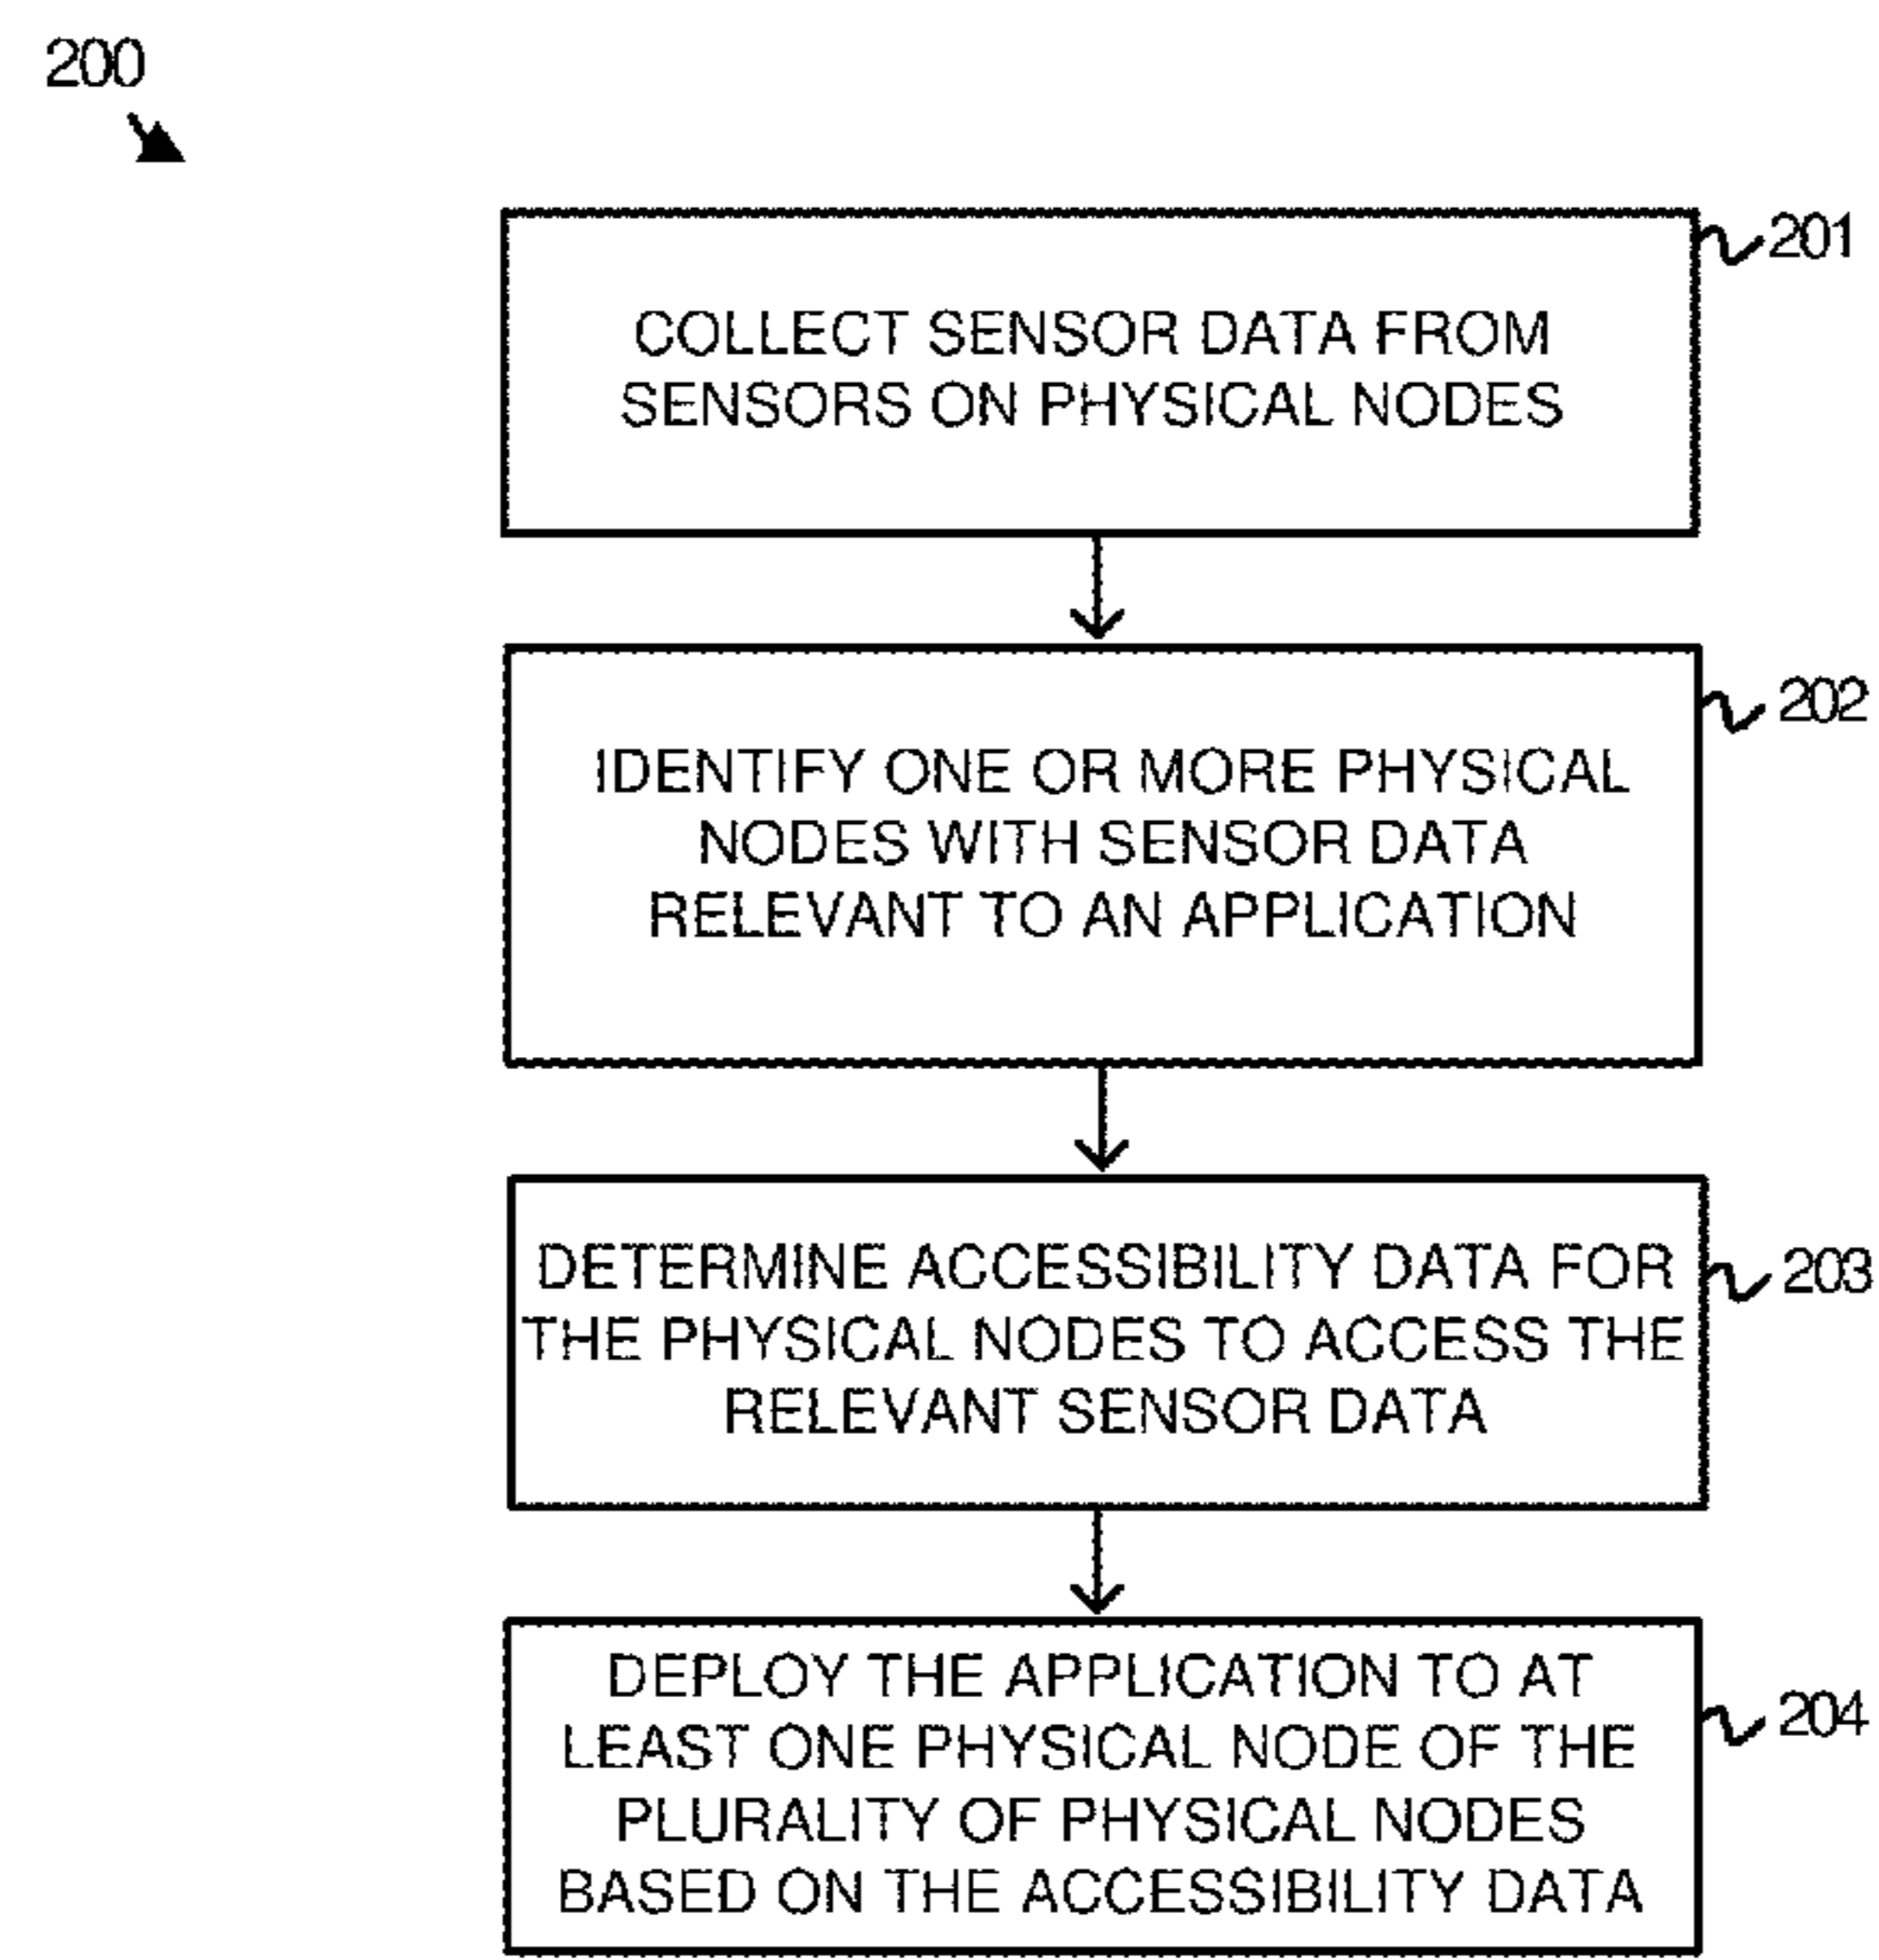 200
201
COLLECT SENSOR DATA FROM
SENSORS ON PHYSICAL NODES
202
IDENTIFY ONE OR MORE PHYSICAL
NODES WITH SENSOR DATA
RELEVANT TO AN APPLICATION
203
DETERMINE ACCESSIBILITY DATA FOR
THE PHYSICAL NODES TO ACCESS THE
RELEVANT SENSOR DATA
204
DEPLOY THE APPLICATION TO AT
LEAST ONE PHYSICAL NODE OF THE
PLURALITY OF PHYSICAL NODES
BASED ON THE ACCESSIBILITY DATA